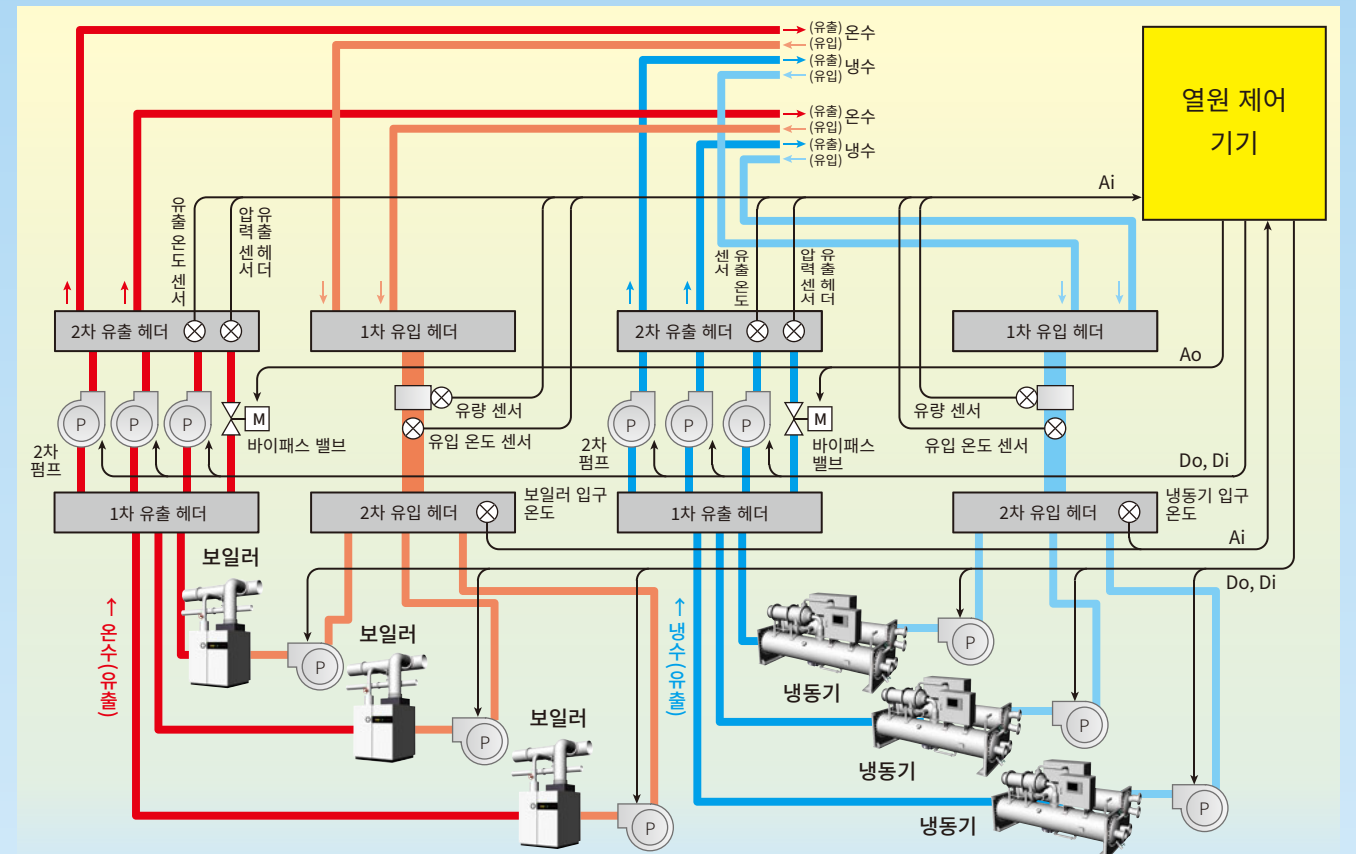 (유출)
(유입)
온수
(유출)
(유입)
냉수
(유출)
(유입)
온수
(유출)
(유입)
냉수
열원 제어
기기
Ai
유출 온도 센서
유출 헤더
압력 센서
유출 온도
센서
유출 헤더
압력 센서
2차 유출 헤더
1차 유입 헤더
2차 유출 헤더
1차 유입 헤더
Ao
P
P
P
M
바이패스 밸브
2차
펌프
유량 센서
유입 온도 센서
P
P
P
M
바이패스
밸브
2차
펌프
유량 센서
유입 온도 센서
Do, Di
1차 유출 헤더
2차 유입 헤더
보일러 입구
온도
1차 유출 헤더
2차 유입 헤더
냉동기 입구
온도
Ai
Do, Di
보일러
P
보일러
P
보일러
P
↑ 온수(유출)
↑ 냉수(유출)
냉동기
P
냉동기
P
냉동기
P